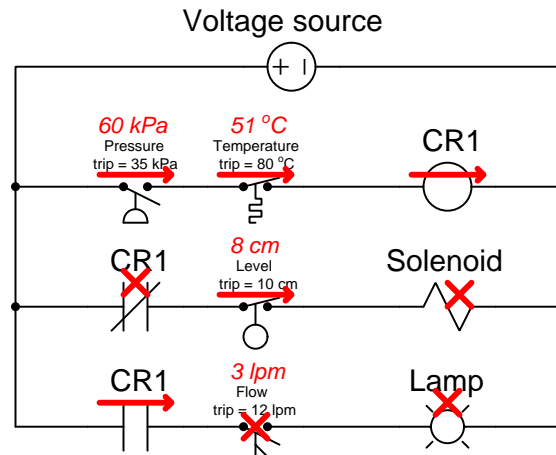 Voltage source
+ –
60 kPa
Pressure
trip = 35 kPa
51 °C
Temperature
trip = 80 °C
CR1
CR1
8 cm
Level
trip = 10 cm
Solenoid
CR1
3 lpm
Flow
trip = 12 lpm
Lamp